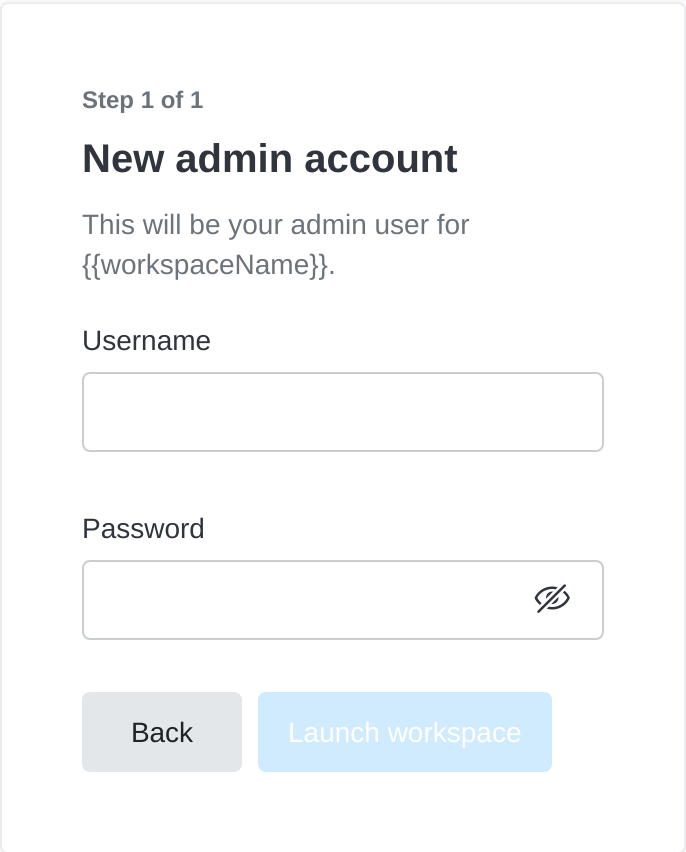 Step 1 of 1
New admin account
This will be your admin user for
{{workspaceName}}.
Username
Password
Back
Launch workspace